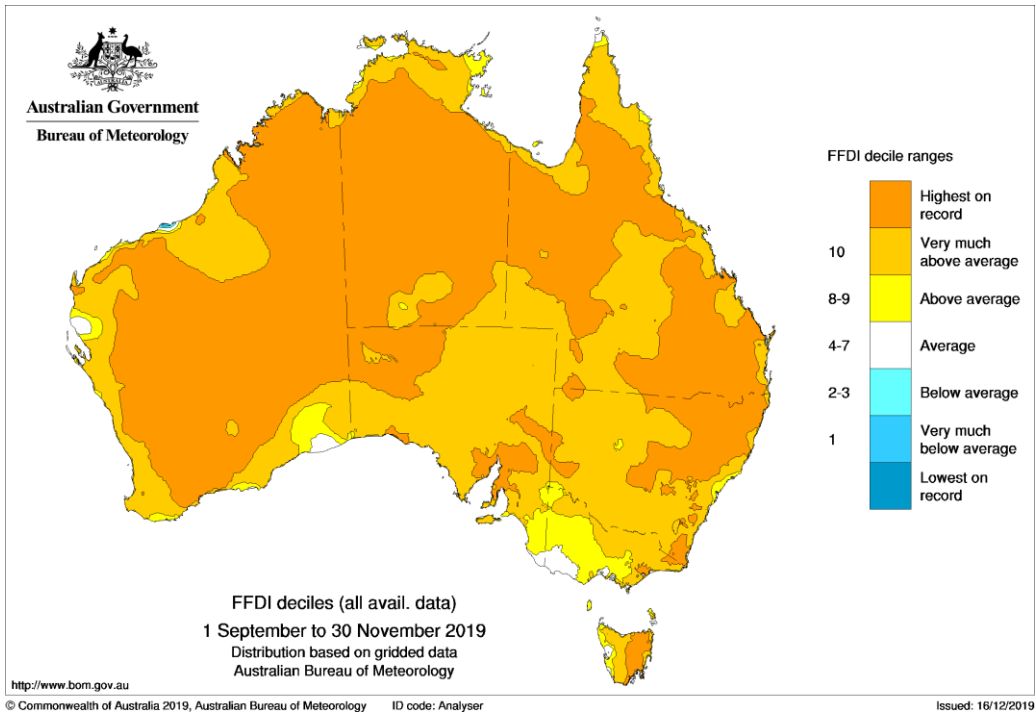 Australian Government
Bureau of Meteorology
FFDI decile ranges
Highest on
record
10
Very much
above average
8-9
Above average
4-7
Average
2-3
Below average
1
Very much
below average
Lowest on
record
FFDI deciles (all avail. data)
1 September to 30 November 2019
Distribution based on gridded data
Australian Bureau of Meteorology
http://www.bom.gov.au
© Commonwealth of Australia 2019, Australian Bureau of Meteorology ID code: Analyser Issued: 16/12/2019